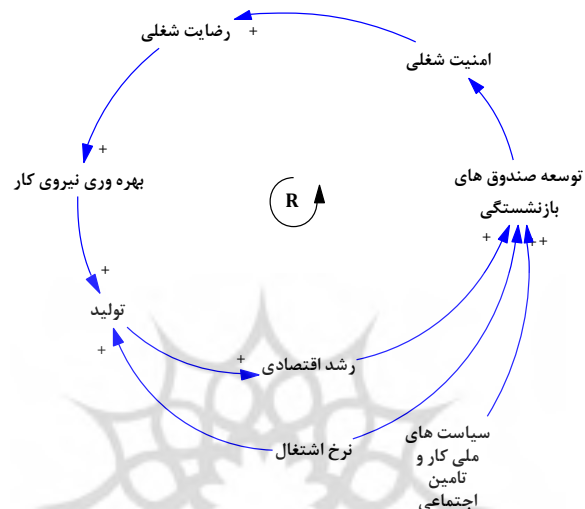 رضایت شغلی
+
امنیت شغلی
+
بهره وری نیروی کار
توسعه صندوق های
بازنشستگی
R
+
++
+
تولید
+
+
رشد اقتصادی
نرخ اشتغال
سیاست های
ملی کار و
تامین
اجتماعی